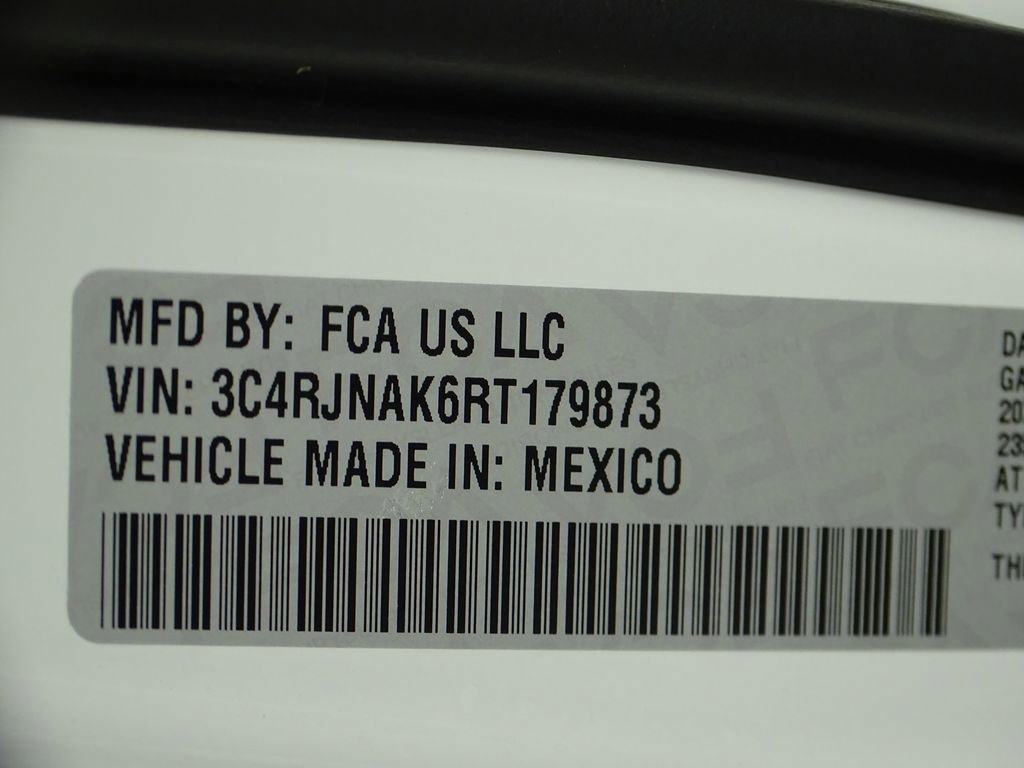 MFD BY: FCA US LLC
VIN: 3C4RJNAK6RT179873
VEHICLE MADE IN: MEXICO